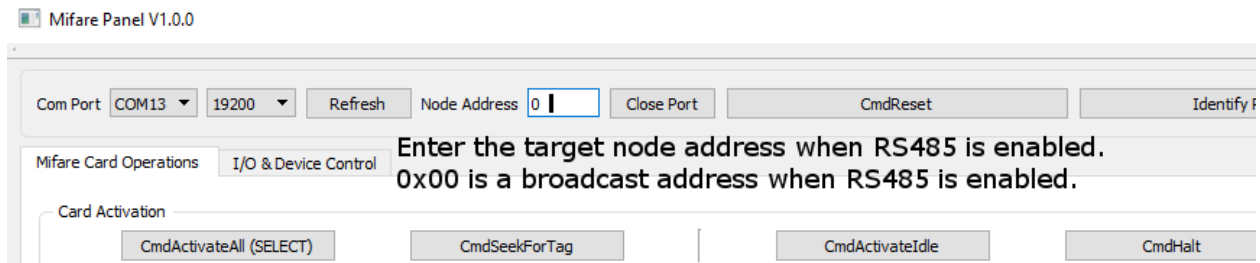 Mifare Panel V1.0.0
Com Port COM13 19200 Refresh Node Address 0 Close Port CmdReset Identify
Mifare Card Operations I/O & Device Control
Enter the target node address when RS485 is enabled.
0x00 is a broadcast address when RS485 is enabled.
Card Activation
CmdActivateAll (SELECT) CmdSeekForTag CmdActivateIdle CmdHalt